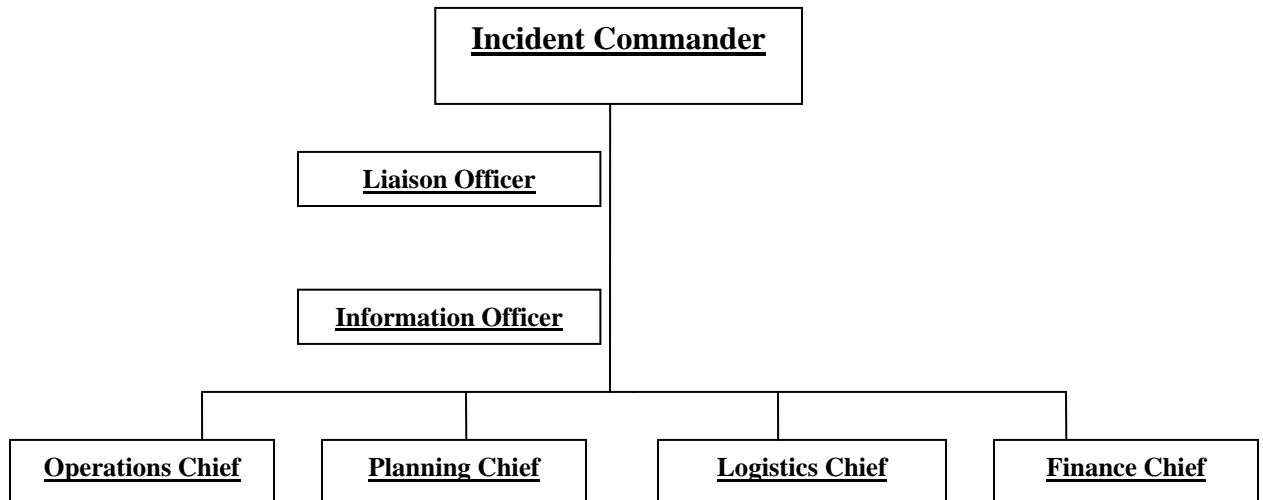 Incident Commander
Liaison Officer
Information Officer
Operations Chief
Planning Chief
Logistics Chief
Finance Chief